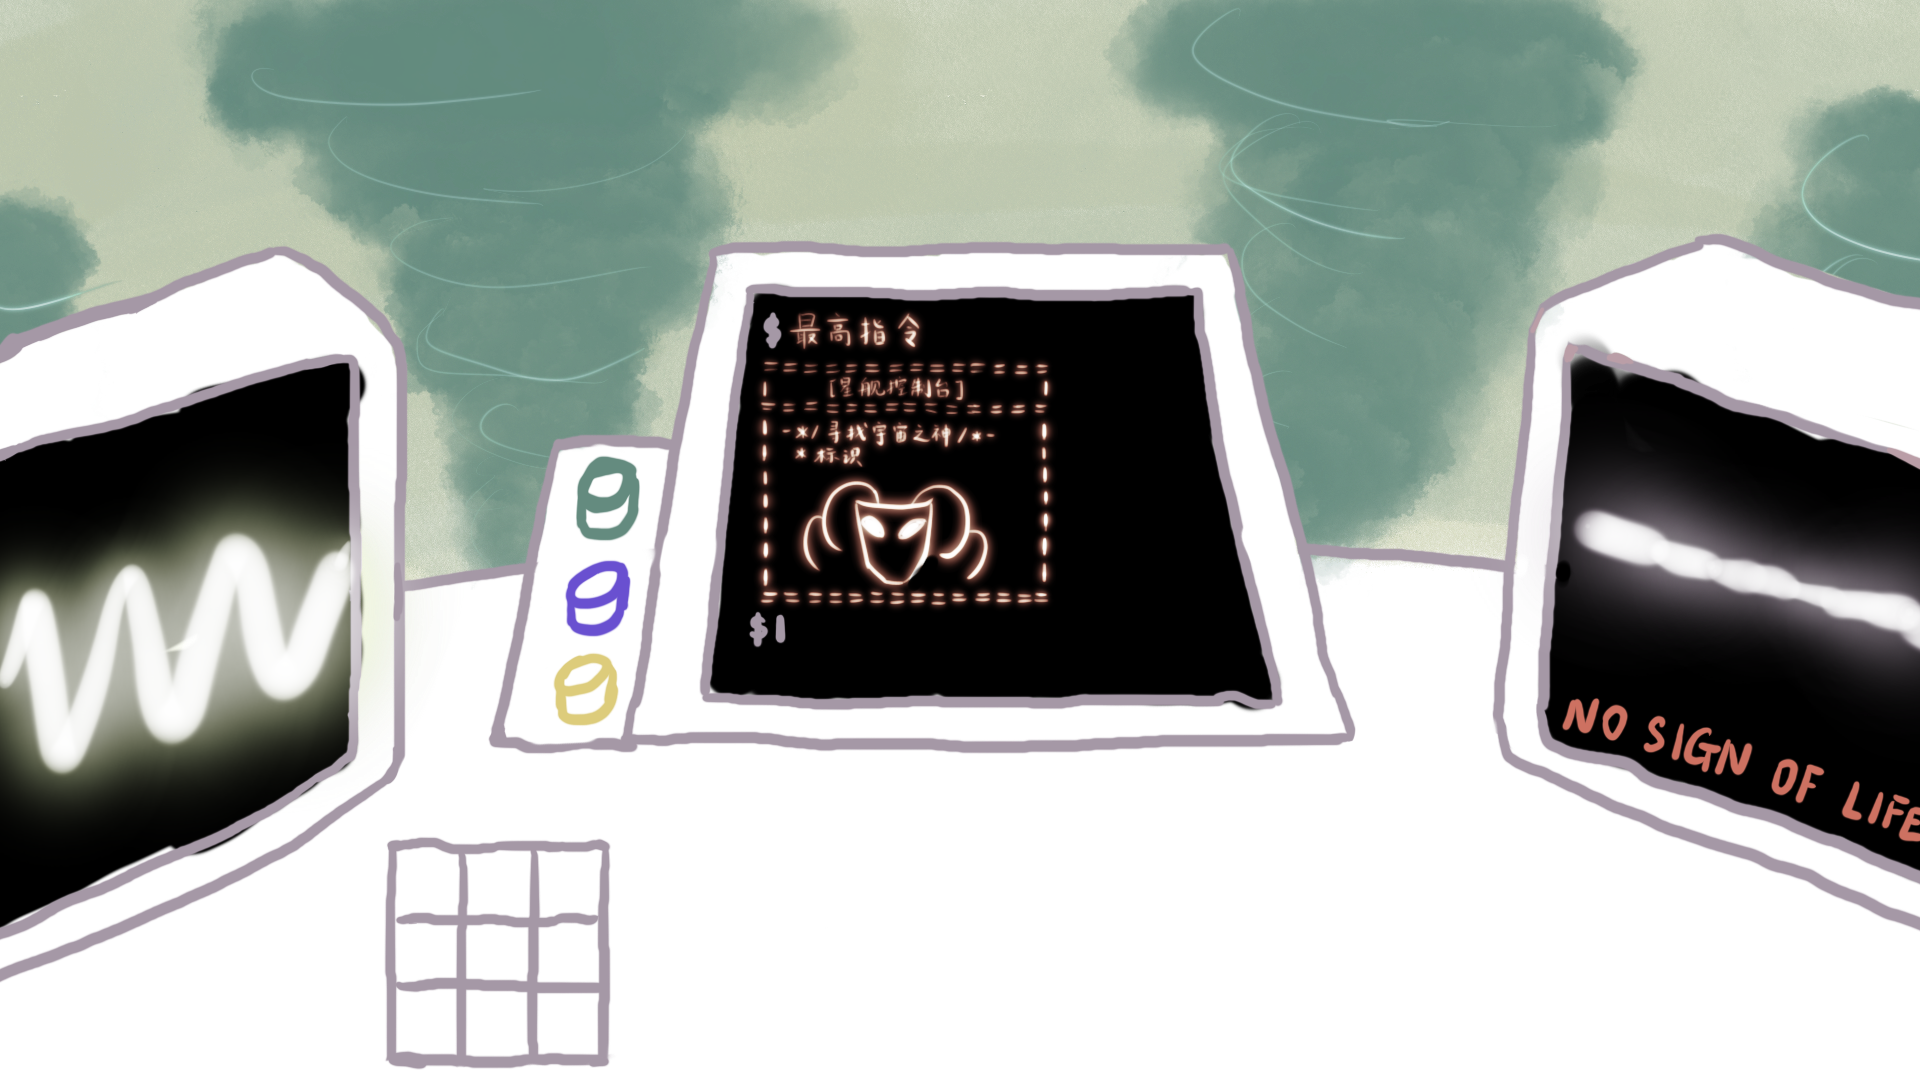 $ 最高指令
[星舰控制台]
-*/寻找宇宙之神/*-
* 标识
$
NO SIGN OF LIFE